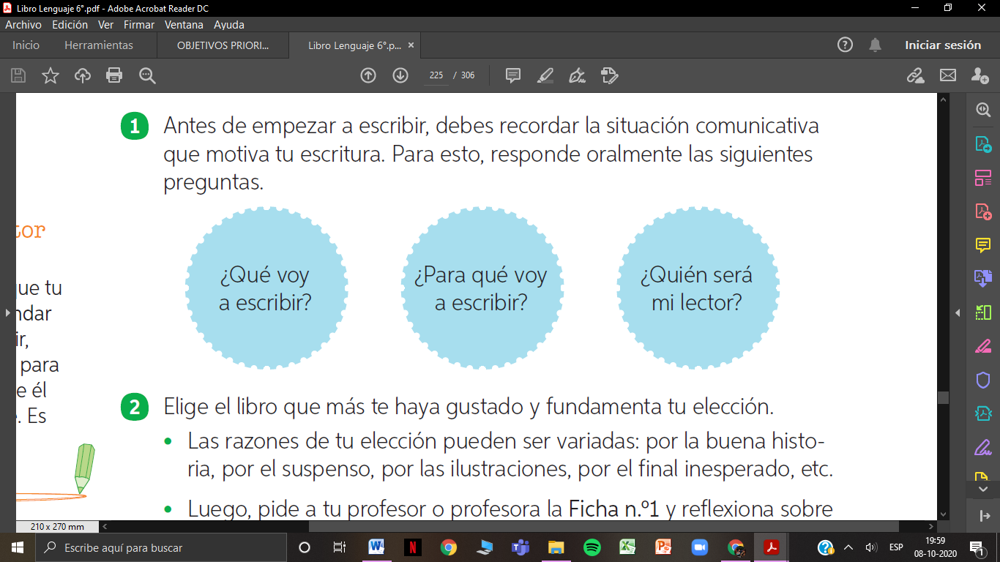 Libro Lenguaje 6°.pdf - Adobe Acrobat Reader DC
Archivo Edición Ver Firmar Ventana Ayuda
Inicio Herramientas OBJETIVOS PRIORI... Libro Lenguaje 6°.p... × Iniciar sesión
225 / 306
1 Antes de empezar a escribir, debes recordar la situación comunicativa
que motiva tu escritura. Para esto, responde oralmente las siguientes
preguntas.
tor
que tu
ndar
ir,
para
e él
. Es
¿Qué voy
a escribir?
¿Para qué voy
a escribir?
¿Quién será
mi lector?
2 Elige el libro que más te haya gustado y fundamenta tu elección.
• Las razones de tu elección pueden ser variadas: por la buena histo-
ria, por el suspenso, por las ilustraciones, por el final inesperado, etc.
• Luego, pide a tu profesor o profesora la Ficha n.º1 y reflexiona sobre
210 x 270 mm
Escribe aquí para buscar
ESP
19:59
08-10-2020
1